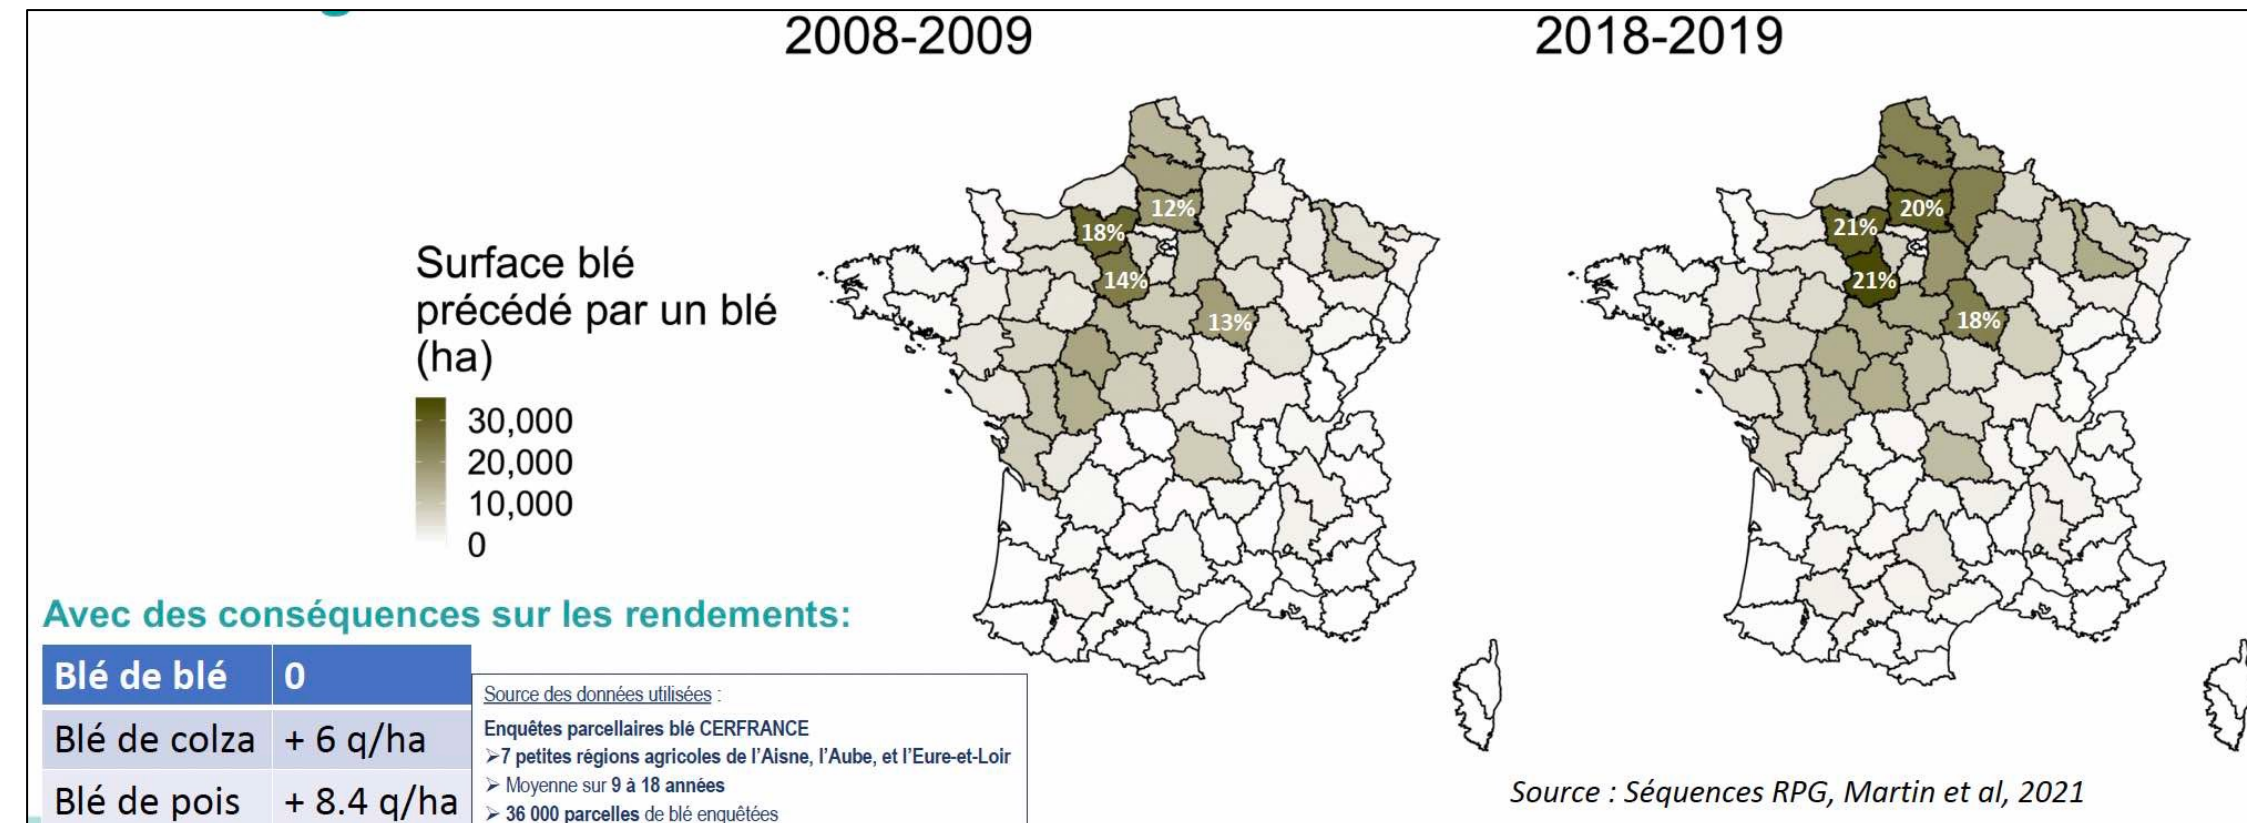 2008-2009
2018-2019
Surface blé
précédé par un blé
(ha)
30,000
20,000
10,000
0
12%
18%
14%
13%
20%
21%
21%
18%
Avec des conséquences sur les rendements:
Blé de blé 0
Blé de colza + 6 q/ha
Blé de pois + 8.4 q/ha
Source des données utilisées :
Enquêtes parcellaires blé CERFRANCE
➢7 petites régions agricoles de l'Aisne, l'Aube, et l'Eure-et-Loir
➢ Moyenne sur 9 à 18 années
➢ 36 000 parcelles de blé enquêtées
Source : Séquences RPG, Martin et al, 2021